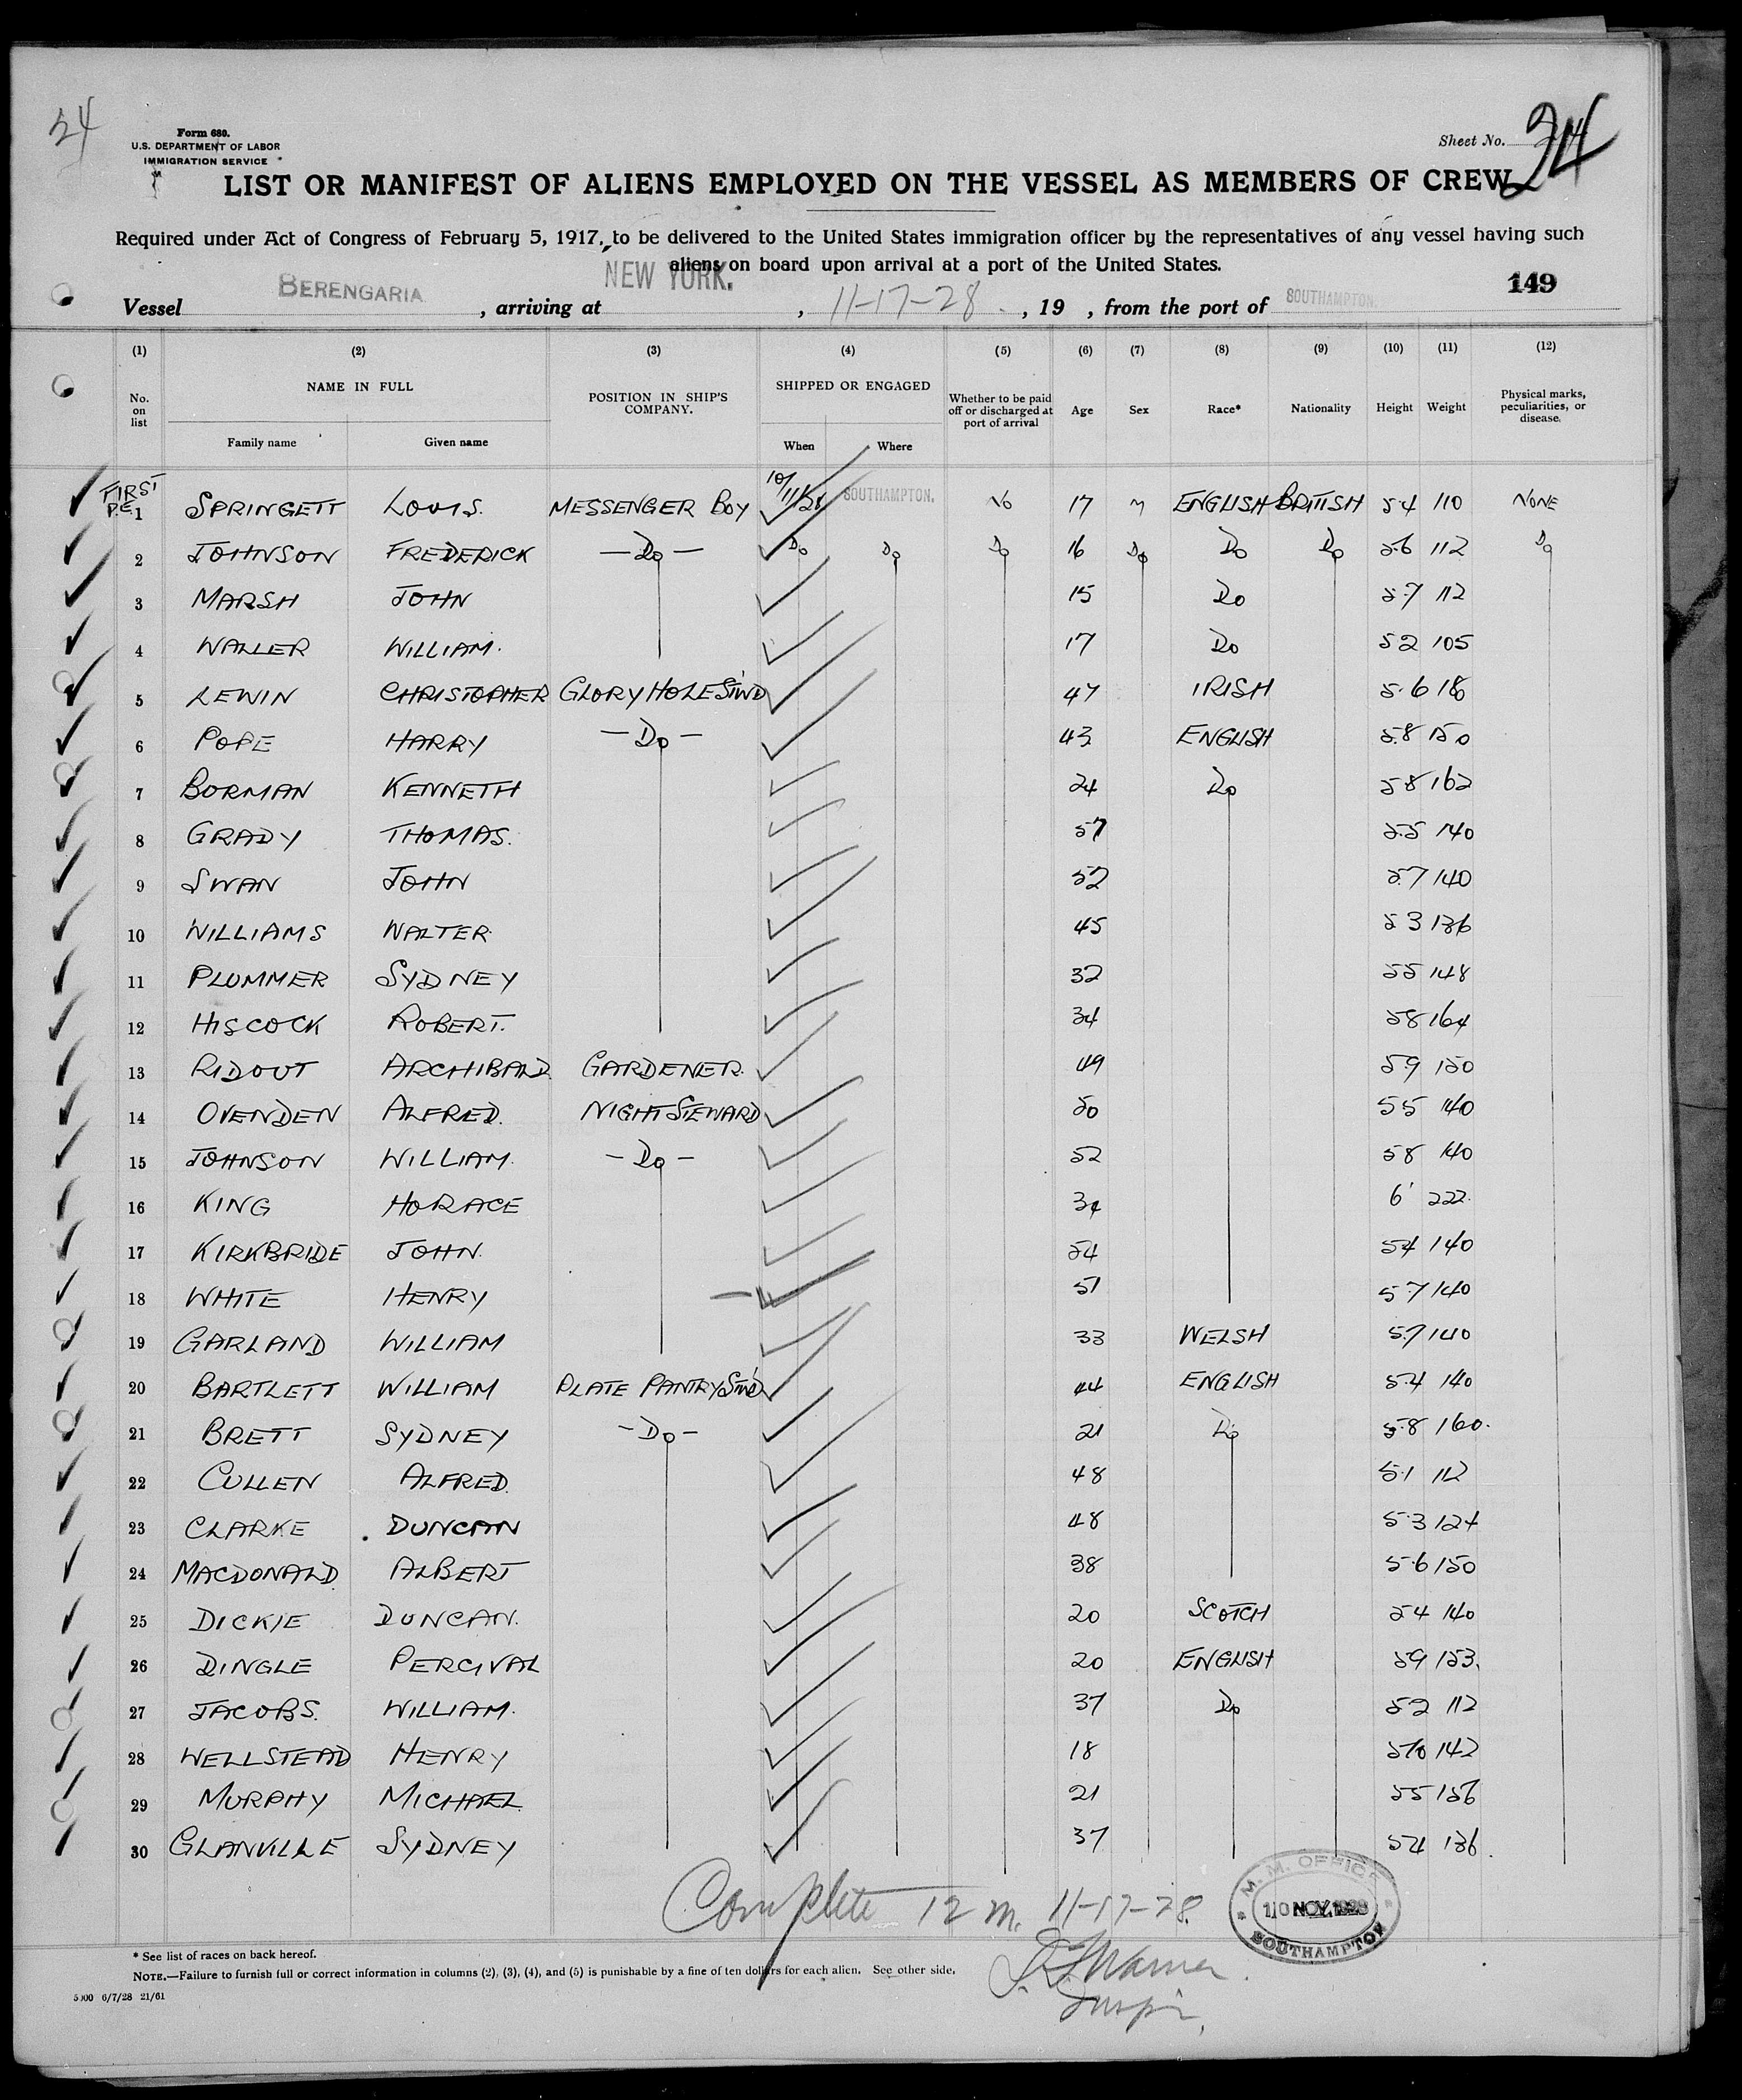 24
Form 680.
U.S. DEPARTMENT OF LABOR
IMMIGRATION SERVICE
Sheet No. 24
LIST OR MANIFEST OF ALIENS EMPLOYED ON THE VESSEL AS MEMBERS OF CREW
Required under Act of Congress of February 5, 1917, to be delivered to the United States immigration officer by the representatives of any vessel having such
aliens on board upon arrival at a port of the United States.
149
Vessel BERENGARIA, arriving at NEW YORK., 11-17-28, 19 , from the port of SOUTHAMPTON.
(1) (2) (3) (4) (5) (6) (7) (8) (9) (10) (11) (12)
No. on list NAME IN FULL Family name Given name POSITION IN SHIP'S COMPANY. SHIPPED OR ENGAGED When Where Whether to be paid off or discharged at port of arrival Age Sex Race* Nationality Height Weight Physical marks, peculiarities, or disease.
FIRST
1 SPRINGETT LOUIS. MESSENGER BOY 10/11/28 SOUTHAMPTON. No 17 M ENGLISH BRITISH 5.4 110 NONE
2 JOHNSON FREDERICK — Do — Do Do Do 16 Do Do Do 5.6 112 Do
3 MARSH JOHN 15 Do 5.7 112
4 WALLER WILLIAM. 17 Do 5 2 105
5 LEWIN CHRISTOPHER GLORY HOLE STWD 47 IRISH 5.6
6 POPE HARRY — Do — 43 ENGLISH 5.8 150
7 BORMAN KENNETH 24 Do 5 8 162
8 GRADY THOMAS. 57 5.5 140
9 SWAN JOHN 52 5.7 140
10 WILLIAMS WALTER 45 5 3 136
11 PLUMMER SYDNEY 32 5 5 148
12 HISCOCK ROBERT. 34 5 8 164
13 RIDOUT ARCHIBALD GARDENER. 49 5 9 150
14 OVENDEN ALFRED. NIGHT STEWARD 50 5 5 140
15 JOHNSON WILLIAM. — Do — 52 5 8 140
16 KING HORACE 34 6' 222.
17 KIRKBRIDE JOHN. 54 5 4 140
18 WHITE HENRY 51 5.7 140
19 GARLAND WILLIAM 33 WELSH 5.7 140
20 BARTLETT WILLIAM PLATE PANTRY STWD 44 ENGLISH 5.4 140
21 BRETT SYDNEY - Do - 21 Do 5.8 160.
22 CULLEN ALFRED. 48 5.1 112
23 CLARKE DUNCAN 48 5.3 124
24 MACDONALD ALBERT 38 5.6 150
25 DICKIE DUNCAN. 20 SCOTCH 5 4 140
26 DINGLE PERCIVAL 20 ENGLISH 5 9 153.
27 JACOBS. WILLIAM. 37 Do 5 2 112
28 WELLSTEAD HENRY 18 5 10 142
29 MURPHY MICHAEL 21 5 5 156
30 GLANVILLE SYDNEY 37 5 4 136.
Complete 12 M. 11-17-28
M. M. OFFICE
10 NOV. 1928
SOUTHAMPTON
* See list of races on back hereof.
NOTE.—Failure to furnish full or correct information in columns (2), (3), (4), and (5) is punishable by a fine of ten dollars for each alien. See other side.
5000 6/7/28 21/61